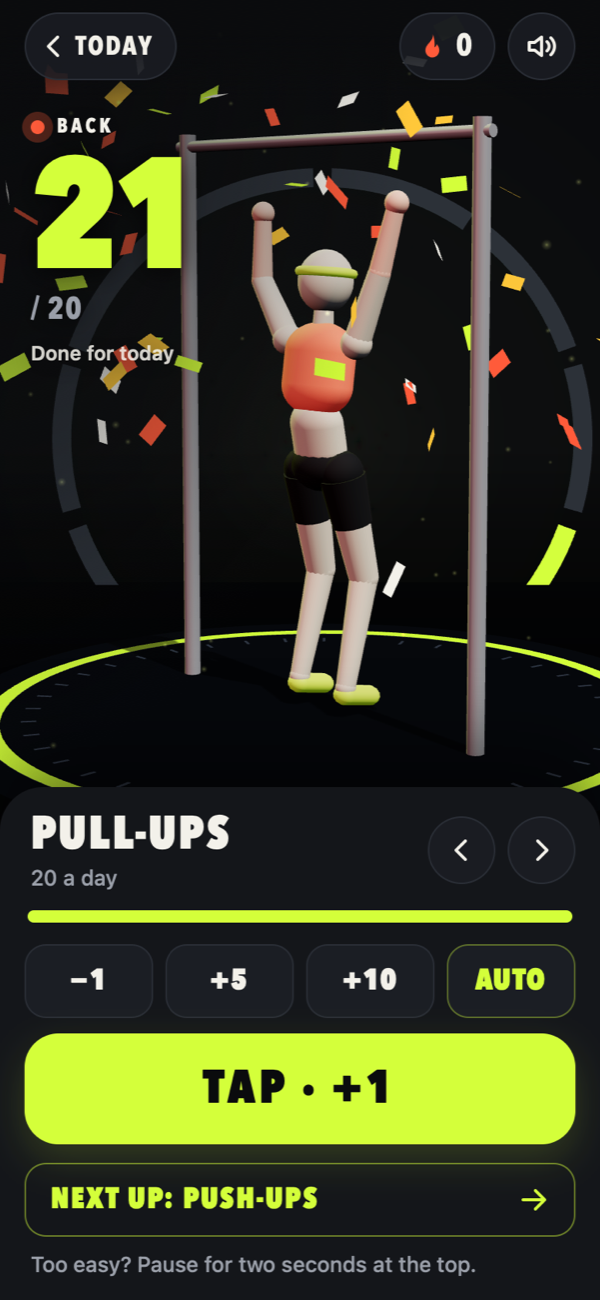 TODAY
0
BACK
21
/ 20
Done for today
PULL-UPS
20 a day
−1
+5
+10
AUTO
TAP · +1
NEXT UP: PUSH-UPS
Too easy? Pause for two seconds at the top.